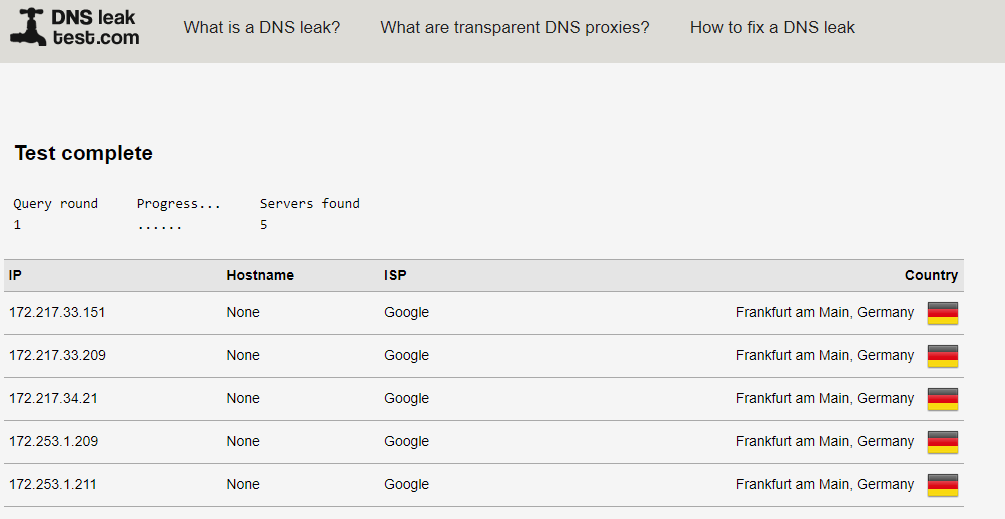 DNS leak
test.com
What is a DNS leak? What are transparent DNS proxies? How to fix a DNS leak
Test complete
Query round Progress... Servers found
1 ...... 5
IP Hostname ISP Country
172.217.33.151 None Google Frankfurt am Main, Germany
172.217.33.209 None Google Frankfurt am Main, Germany
172.217.34.21 None Google Frankfurt am Main, Germany
172.253.1.209 None Google Frankfurt am Main, Germany
172.253.1.211 None Google Frankfurt am Main, Germany